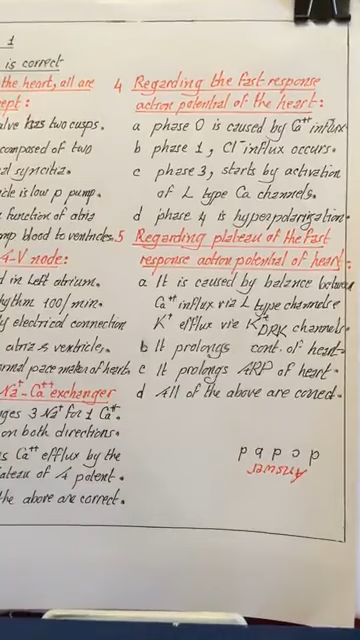 1
is correct
the heart, all are
cept:
alve has two cusps.
composed of two
al syncitia.
icle is low p pump.
function of atria
mp blood to ventricles.
A-V node:
d in left atrium.
hythm 100/min.
ly electrical connection
atria & ventricles.
rmal pace maker of heart.
Na⁺-Ca⁺⁺ exchanger
nges 3 Na⁺ for 1 Ca⁺⁺.
on both directions.
s Ca⁺⁺ efflux by the
lateau of A potent.
the above are correct.
4 Regarding the fast response
action potential of the heart:
a phase 0 is caused by Ca⁺⁺ influx
b phase 1, Cl⁻ influx occurs.
c phase 3, starts by activation
of L type Ca channels.
d phase 4 is hyperpolarization.
5 Regarding plateau of the fast
response action potential of heart:
a It is caused by balance between
Ca⁺⁺ influx via L type channels &
K⁺ efflux via K⁺DRK channels.
b It prolongs cont. of heart
c It prolongs ARP of heart.
d All of the above are correct.
Answer
d c d b d